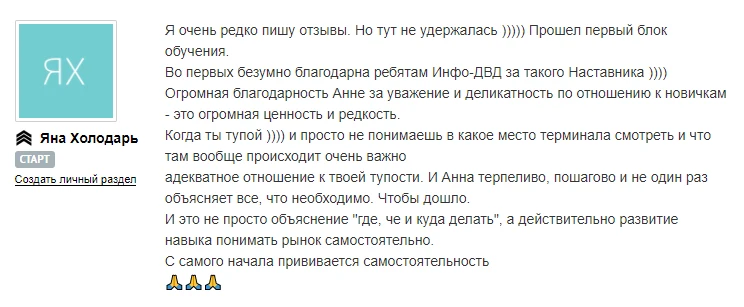 ЯХ
Яна Холодарь
СТАРТ
Создать личный раздел
Я очень редко пишу отзывы. Но тут не удержалась ))))) Прошел первый блок
обучения.
Во первых безумно благодарна ребятам Инфо-ДВД за такого Наставника ))))
Огромная благодарность Анне за уважение и деликатность по отношению к новичкам
- это огромная ценность и редкость.
Когда ты тупой )))) и просто не понимаешь в какое место терминала смотреть и что
там вообще происходит очень важно
адекватное отношение к твоей тупости. И Анна терпеливо, пошагово и не один раз
объясняет все, что необходимо. Чтобы дошло.
И это не просто объяснение "где, че и куда делать", а действительно развитие
навыка понимать рынок самостоятельно.
С самого начала прививается самостоятельность
🙏🙏🙏